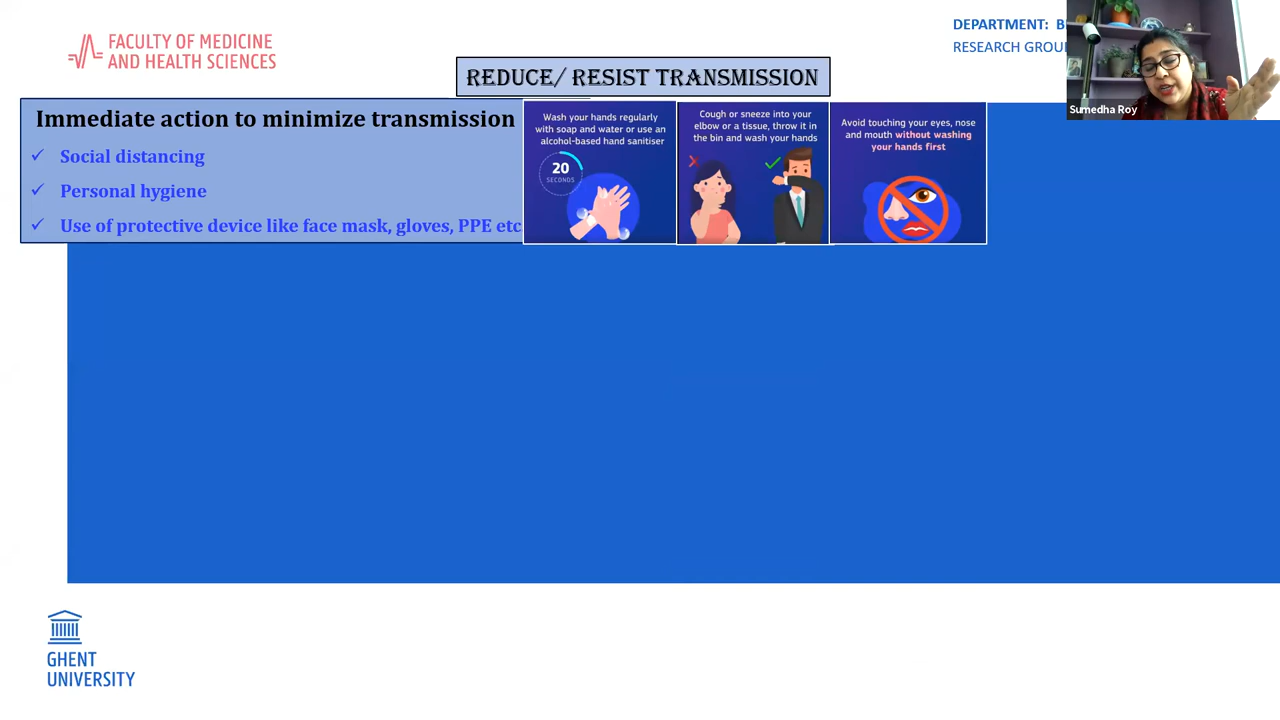 FACULTY OF MEDICINE
AND HEALTH SCIENCES
DEPARTMENT: B
RESEARCH GROU
Sumedha Roy
REDUCE/ RESIST TRANSMISSION
Immediate action to minimize transmission
✓ Social distancing
✓ Personal hygiene
✓ Use of protective device like face mask, gloves, PPE etc.
Wash your hands regularly
with soap and water or use an
alcohol-based hand sanitiser
20
SECONDS
Cough or sneeze into your
elbow or a tissue, throw it in
the bin and wash your hands
Avoid touching your eyes, nose
and mouth without washing
your hands first
GHENT
UNIVERSITY